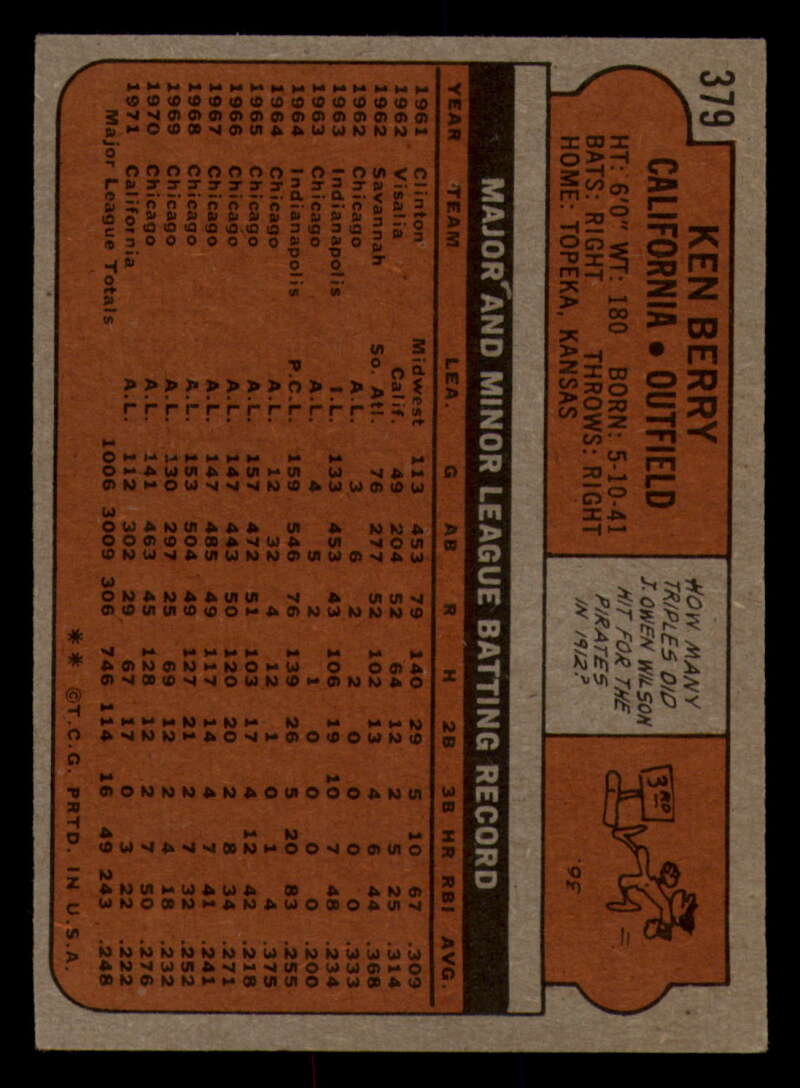 379
KEN BERRY
CALIFORNIA • OUTFIELD
HT: 6'0" WT: 180 BORN: 5-10-41
BATS: RIGHT THROWS: RIGHT
HOME: TOPEKA, KANSAS
HOW MANY
TRIPLES DID
J. OWEN WILSON
HIT FOR THE
PIRATES
IN 1912?
3RD
36.
MAJOR AND MINOR LEAGUE BATTING RECORD
YEAR TEAM LEA. G AB R H 2B 3B HR RBI AVG.
1961 Clinton Midwest 113 453 79 140 29 5 10 67 .309
1962 Visalia Calif. 49 204 52 64 12 2 5 25 .314
1962 Savannah So. Atl. 76 277 52 102 13 4 6 44 .368
1962 Chicago A.L. 3 6 2 2 0 0 0 0 .333
1963 Indianapolis I.L. 133 453 43 106 19 10 7 48 .234
1963 Chicago A.L. 4 5 2 1 0 0 0 0 .200
1964 Indianapolis P.C.L. 159 546 76 139 26 5 20 83 .255
1964 Chicago A.L. 12 32 4 12 1 0 1 4 .375
1965 Chicago A.L. 157 472 51 103 17 4 12 42 .218
1966 Chicago A.L. 147 443 50 120 20 2 8 34 .271
1967 Chicago A.L. 147 485 49 117 14 4 7 41 .241
1968 Chicago A.L. 153 504 49 127 21 2 7 32 .252
1969 Chicago A.L. 130 297 25 69 12 2 4 18 .232
1970 Chicago A.L. 141 463 45 128 12 2 7 50 .276
1971 California A.L. 112 302 29 67 17 0 3 22 .222
Major League Totals 1006 3009 306 746 114 16 49 243 .248
** ©T.C.G. PRTD. IN U.S.A.